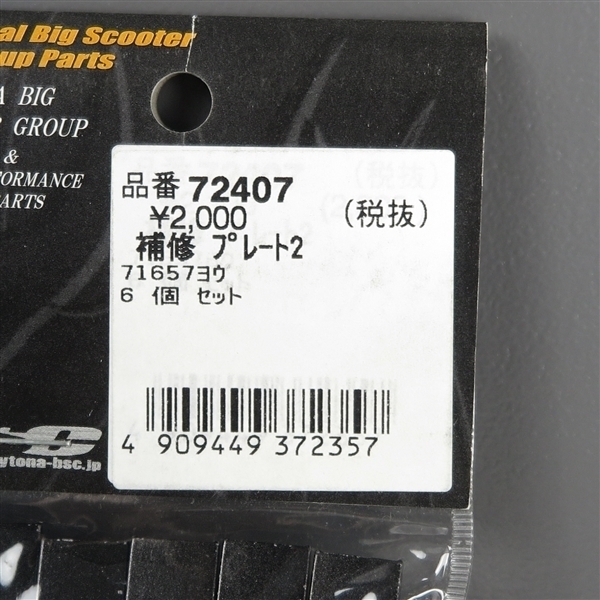 al Big Scooter
up Parts
A BIG
R GROUP
&
FORMANCE
PARTS
品番 72407
¥2,000 (税抜)
補修 プレート2
71657ヨウ
6 個 セット
4 909449 372357
ytona-bsc.jp